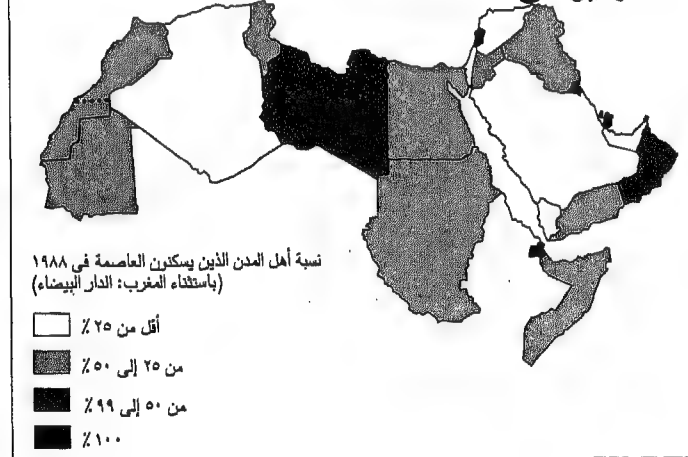 نسبة أهل المدن الذين يسكنون العاصمة فى ١٩٨٨
(باستثناء المغرب: الدار البيضاء)
أقل من ٢٥ ٪
من ٢٥ إلى ٥٠ ٪
من ٥٠ إلى ٩٩٪
١٠٠٪